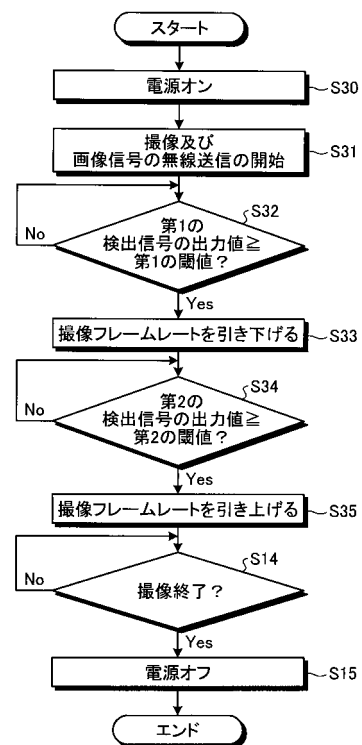 スタート
電源オン
S30
撮像及び
画像信号の無線送信の開始
S31
S32
第1の
検出信号の出力値≧
第1の閾値？
No
Yes
撮像フレームレートを引き下げる
S33
S34
第2の
検出信号の出力値≧
第2の閾値？
No
Yes
撮像フレームレートを引き上げる
S35
S14
撮像終了？
No
Yes
電源オフ
S15
エンド